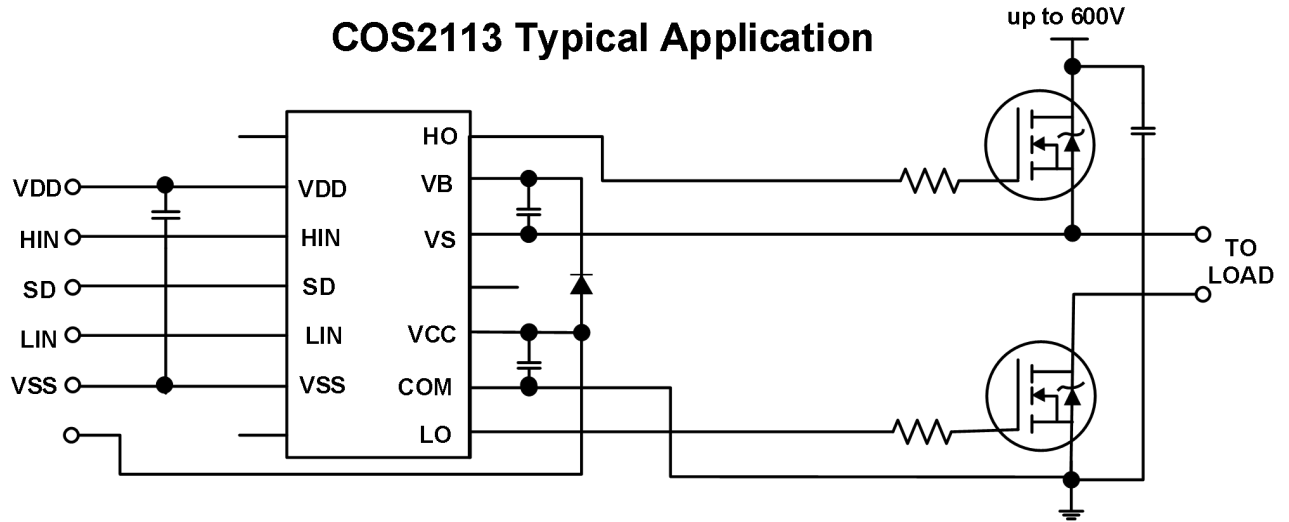 up to 600V
COS2113 Typical Application
HO
VDD
VDD
VB
HIN
HIN
VS
TO
LOAD
SD
SD
LIN
LIN
VCC
VSS
VSS
COM
LO